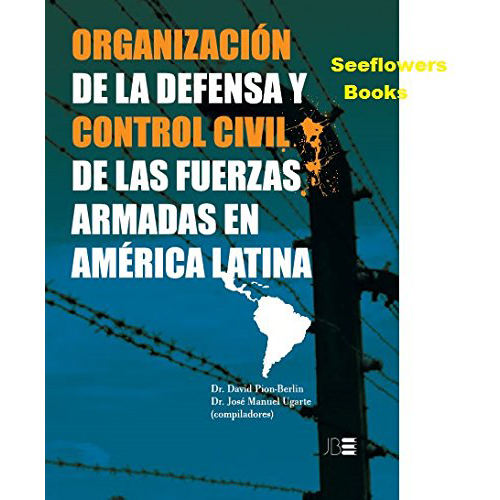 ORGANIZACIÓN
DE LA DEFENSA Y
CONTROL CIVIL
DE LAS FUERZAS
ARMADAS EN
AMÉRICA LATINA
Seeflowers
Books
Dr. David Pion-Berlin
Dr. José Manuel Ugarte
(compiladores)
JBE